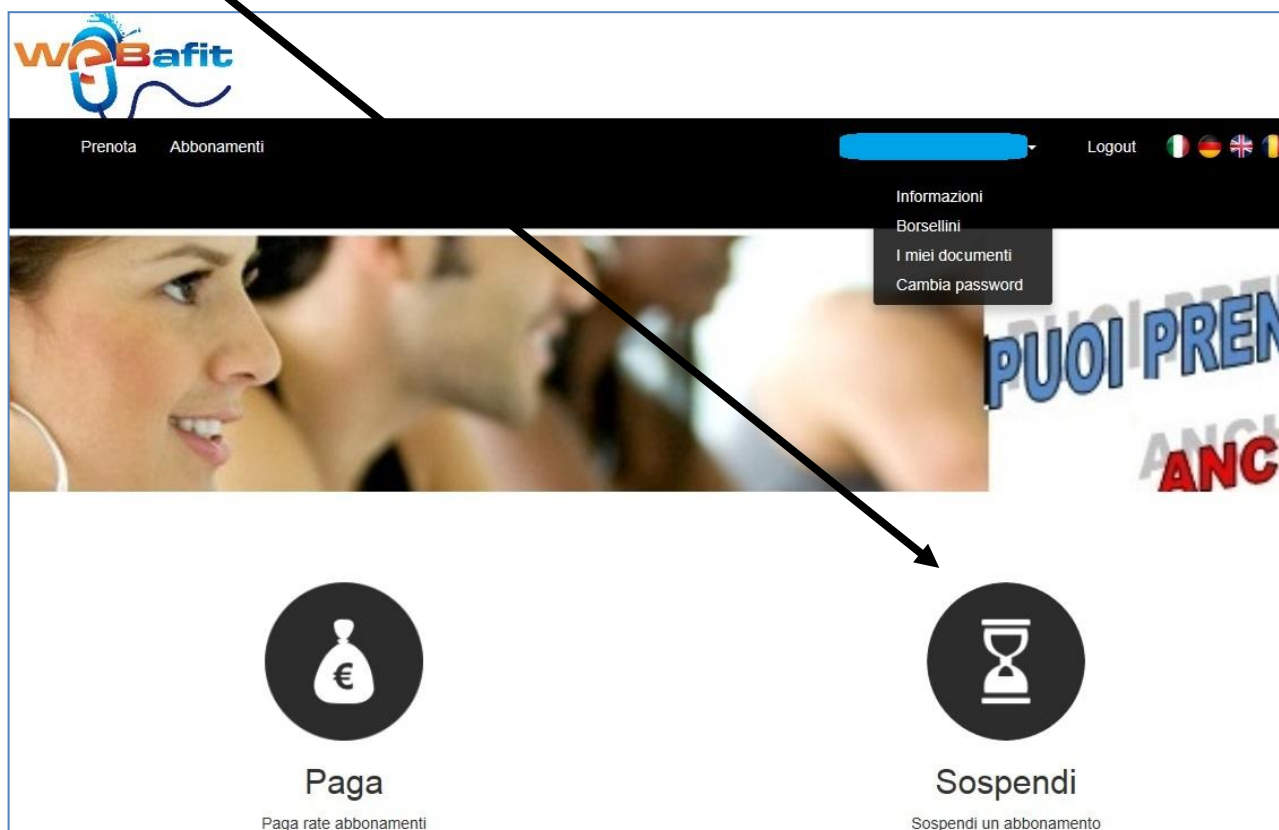 weBafit
Prenota Abbonamenti Logout
Informazioni
Borsellini
I miei documenti
Cambia password
PUOI PREN
ANC
€
Paga
Sospendi
Paga rate abbonamenti
Sospendi un abbonamento